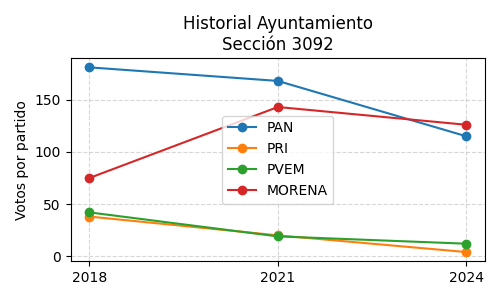 Historial Ayuntamiento
Sección 3092
Votos por partido
150
100
50
0
PAN
PRI
PVEM
MORENA
2018
2021
2024